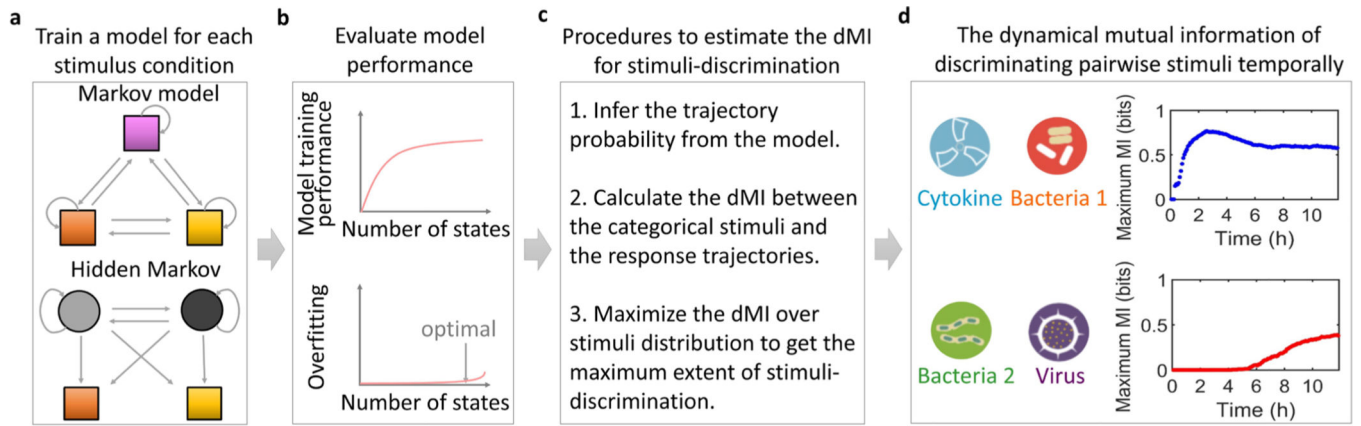 a
Train a model for each
stimulus condition
Markov model
Hidden Markov
b
Evaluate model
performance
Model training
performance
Number of states
Overfitting
optimal
Number of states
c
Procedures to estimate the dMI
for stimuli-discrimination
1. Infer the trajectory
probability from the model.
2. Calculate the dMI between
the categorical stimuli and
the response trajectories.
3. Maximize the dMI over
stimuli distribution to get the
maximum extent of stimuli-
discrimination.
d
The dynamical mutual information of
discriminating pairwise stimuli temporally
Cytokine Bacteria 1
Maximum MI (bits)
1
0.5
0
0 2 4 6 8 10
Time (h)
Bacteria 2 Virus
Maximum MI (bits)
1
0.5
0
0 2 4 6 8 10
Time (h)